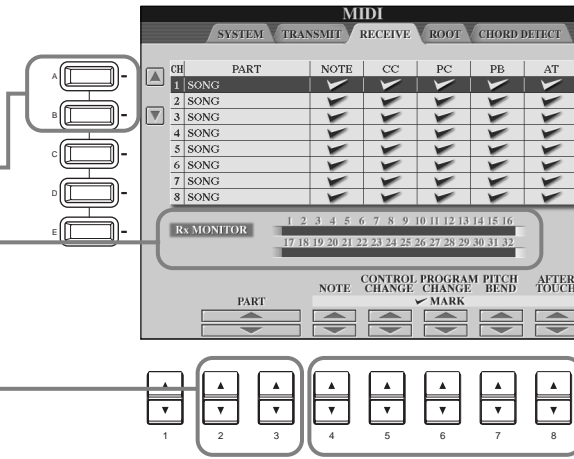 MIDI
SYSTEM TRANSMIT RECEIVE ROOT CHORD DETECT
CH PART NOTE CC PC PB AT
1 SONG
2 SONG
3 SONG
4 SONG
5 SONG
6 SONG
7 SONG
8 SONG
A
B
C
D
E
Rx MONITOR
1 2 3 4 5 6 7 8 9 10 11 12 13 14 15 16
17 18 19 20 21 22 23 24 25 26 27 28 29 30 31 32
PART NOTE CONTROL CHANGE PROGRAM CHANGE PITCH BEND AFTER TOUCH
MARK
1 2 3 4 5 6 7 8